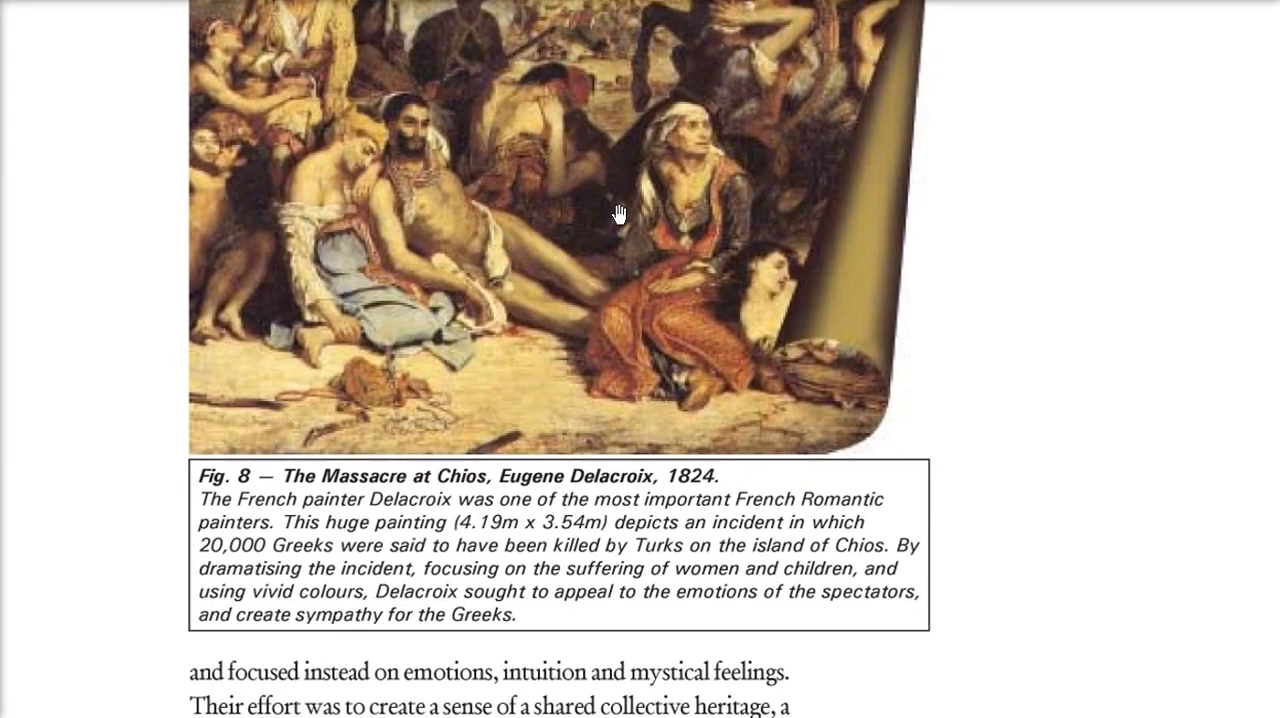 Fig. 8 — The Massacre at Chios, Eugene Delacroix, 1824.
The French painter Delacroix was one of the most important French Romantic
painters. This huge painting (4.19m x 3.54m) depicts an incident in which
20,000 Greeks were said to have been killed by Turks on the island of Chios. By
dramatising the incident, focusing on the suffering of women and children, and
using vivid colours, Delacroix sought to appeal to the emotions of the spectators,
and create sympathy for the Greeks.
and focused instead on emotions, intuition and mystical feelings.
Their effort was to create a sense of a shared collective heritage, a